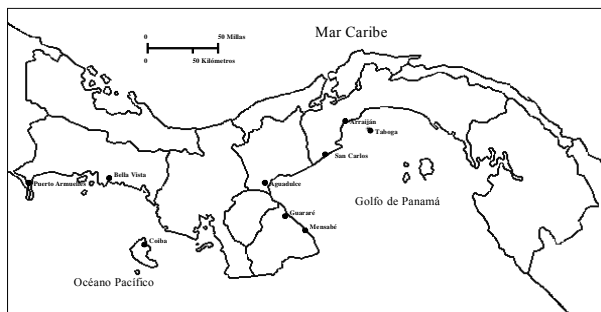 0 50 Millas
0 50 Kilómetros
Mar Caribe
Arraiján
Taboga
San Carlos
Bella Vista
Puerto Armuelles
Aguadulce
Golfo de Panamá
Guararé
Mensabé
Coiba
Océano Pacífico